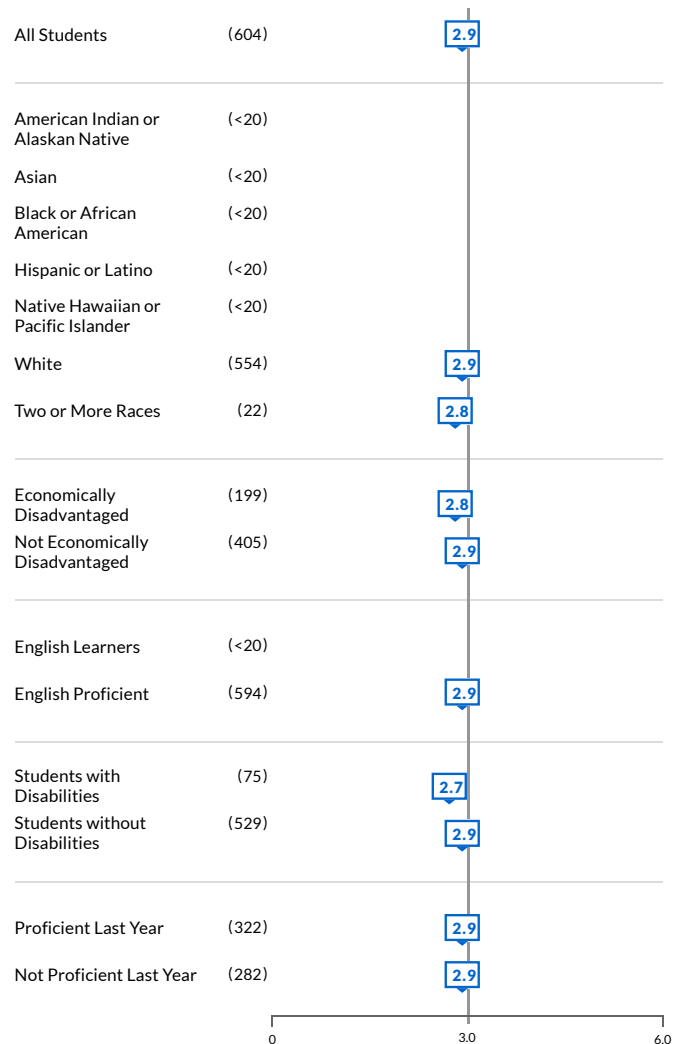 All Students (604) 2.9
American Indian or (<20)
Alaskan Native
Asian (<20)
Black or African (<20)
American
Hispanic or Latino (<20)
Native Hawaiian or (<20)
Pacific Islander
White (554) 2.9
Two or More Races (22) 2.8
Economically (199) 2.8
Disadvantaged
Not Economically (405) 2.9
Disadvantaged
English Learners (<20)
English Proficient (594) 2.9
Students with (75) 2.7
Disabilities
Students without (529) 2.9
Disabilities
Proficient Last Year (322) 2.9
Not Proficient Last Year (282) 2.9
0 3.0 6.0